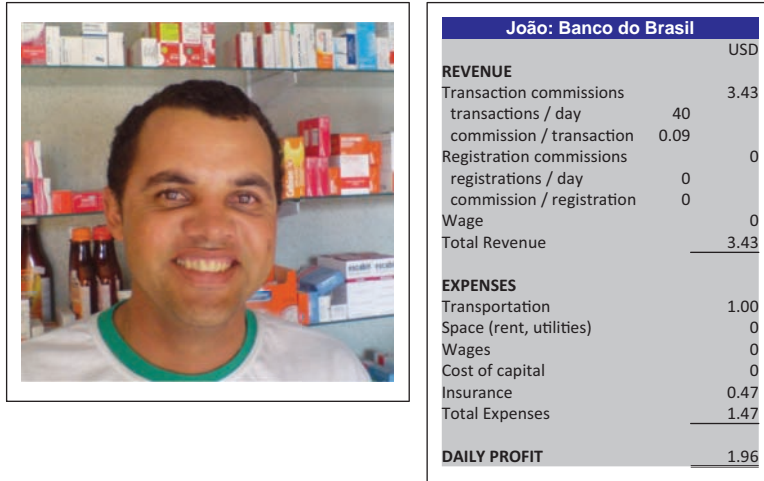 João: Banco do Brasil
USD
REVENUE
Transaction commissions 3.43
transactions / day 40
commission / transaction 0.09
Registration commissions 0
registrations / day 0
commission / registration 0
Wage 0
Total Revenue 3.43
EXPENSES
Transportation 1.00
Space (rent, utilities) 0
Wages 0
Cost of capital 0
Insurance 0.47
Total Expenses 1.47
DAILY PROFIT 1.96